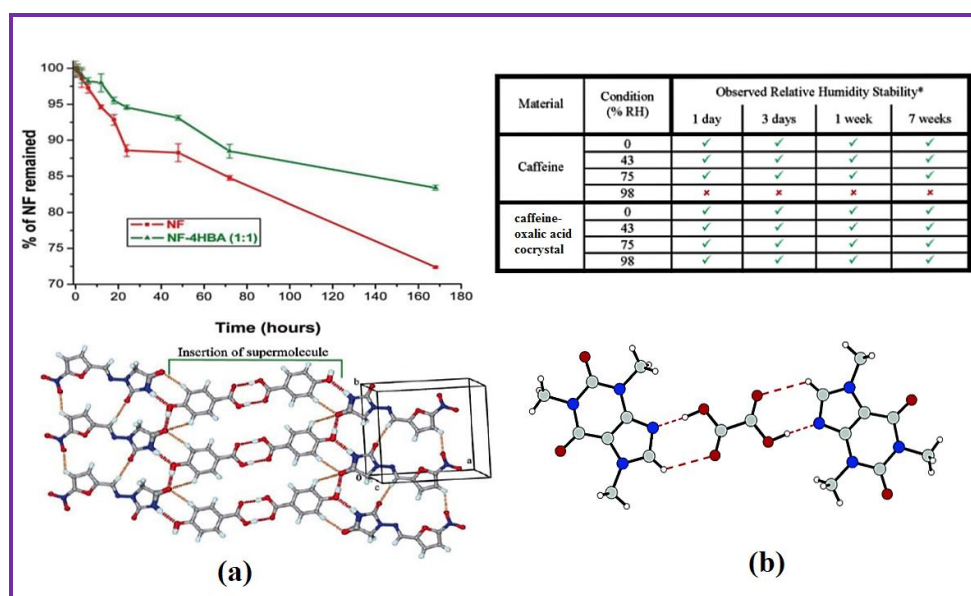 100
95
90
85
80
75
70
% of NF remained
NF
NF-4HBA (1:1)
0 20 40 60 80 100 120 140 160 180
Time (hours)
Material
Condition
(% RH)
Observed Relative Humidity Stability*
1 day 3 days 1 week 7 weeks
Caffeine
0 ✓ ✓ ✓ ✓
43 ✓ ✓ ✓ ✓
75 ✓ ✓ ✓ ✓
98 × × × ×
caffeine-
oxalic acid
cocrystal
0 ✓ ✓ ✓ ✓
43 ✓ ✓ ✓ ✓
75 ✓ ✓ ✓ ✓
98 ✓ ✓ ✓ ✓
Insertion of supermolecule
b
a
0
c
(a)
(b)